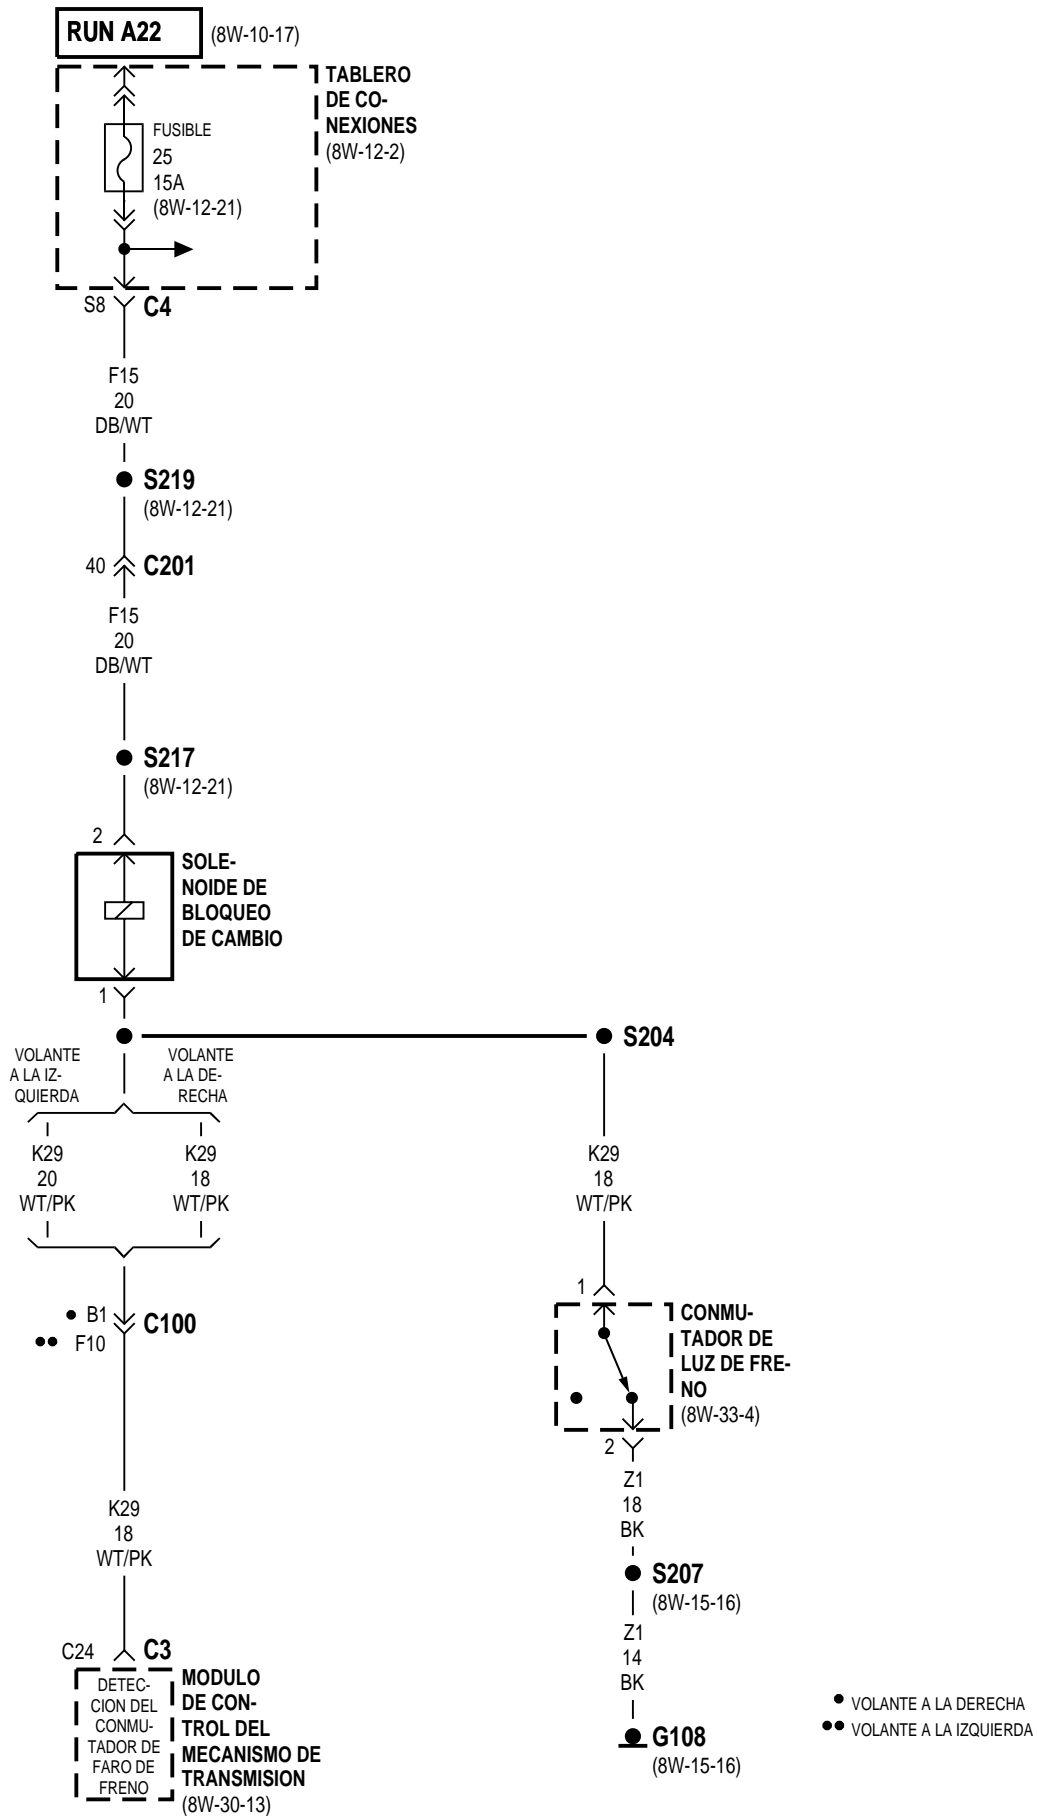 RUN A22 (8W-10-17)
TABLERO
DE CO-
NEXIONES
(8W-12-2)
FUSIBLE
25
15A
(8W-12-21)
S8 C4
F15
20
DB/WT
S219
(8W-12-21)
40 C201
F15
20
DB/WT
S217
(8W-12-21)
2
SOLE-
NOIDE DE
BLOQUEO
DE CAMBIO
1
S204
VOLANTE
A LA IZ-
QUIERDA
VOLANTE
A LA DE-
RECHA
K29
20
WT/PK
K29
18
WT/PK
K29
18
WT/PK
• B1 C100
•• F10
1
CONMU-
TADOR DE
LUZ DE FRE-
NO
(8W-33-4)
2
Z1
18
BK
S207
(8W-15-16)
Z1
14
BK
G108
(8W-15-16)
K29
18
WT/PK
C24 C3
DETEC-
CION DEL
CONMU-
TADOR DE
FARO DE
FRENO
MODULO
DE CON-
TROL DEL
MECANISMO DE
TRANSMISION
(8W-30-13)
• VOLANTE A LA DERECHA
•• VOLANTE A LA IZQUIERDA